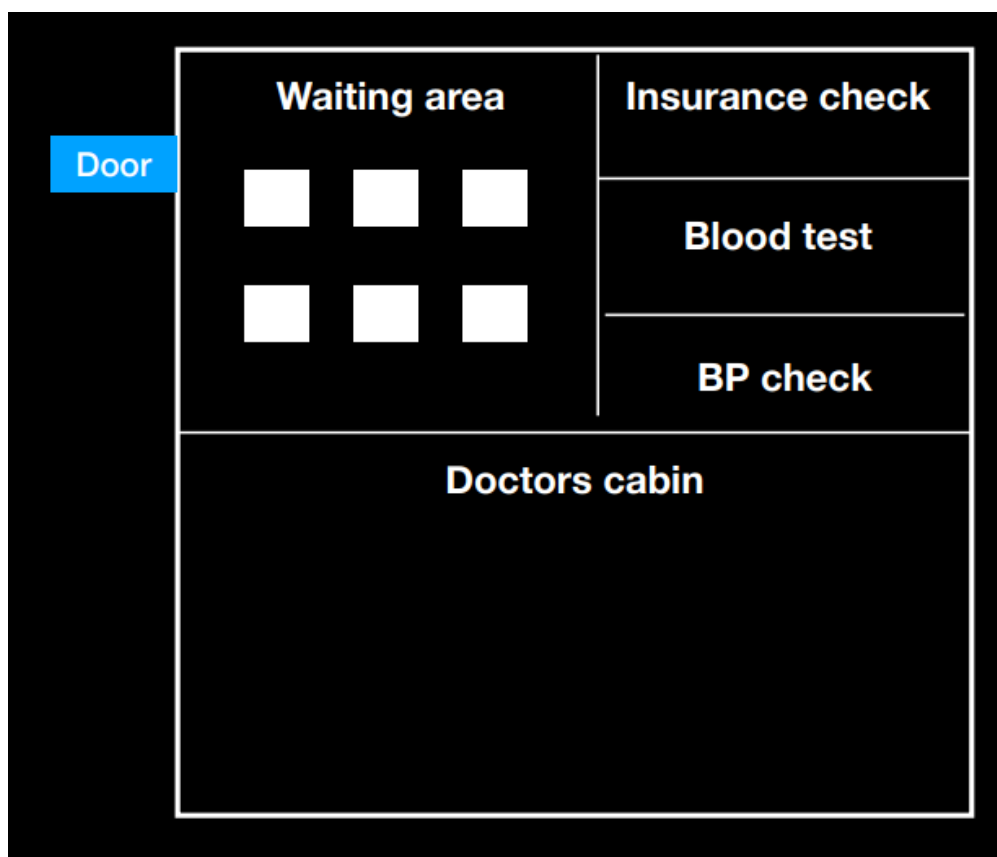 Waiting area
Insurance check
Door
Blood test
BP check
Doctors cabin